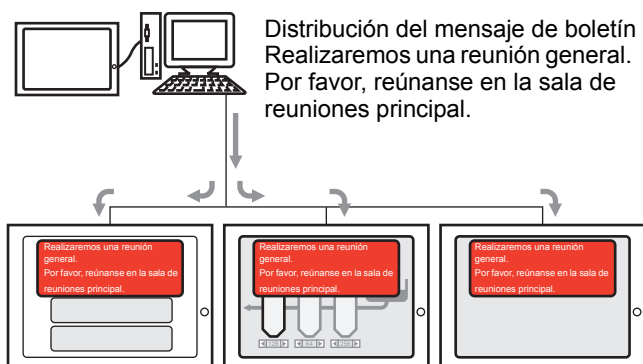 Distribución del mensaje de boletín
Realizaremos una reunión general.
Por favor, reúnanse en la sala de
reuniones principal.
Realizaremos una reunión
general.
Por favor, reúnanse en la sala de
reuniones principal.
Realizaremos una reunión
general.
Por favor, reúnanse en la sala de
reuniones principal.
128 64 256
Realizaremos una reunión
general.
Por favor, reúnanse en la sala de
reuniones principal.